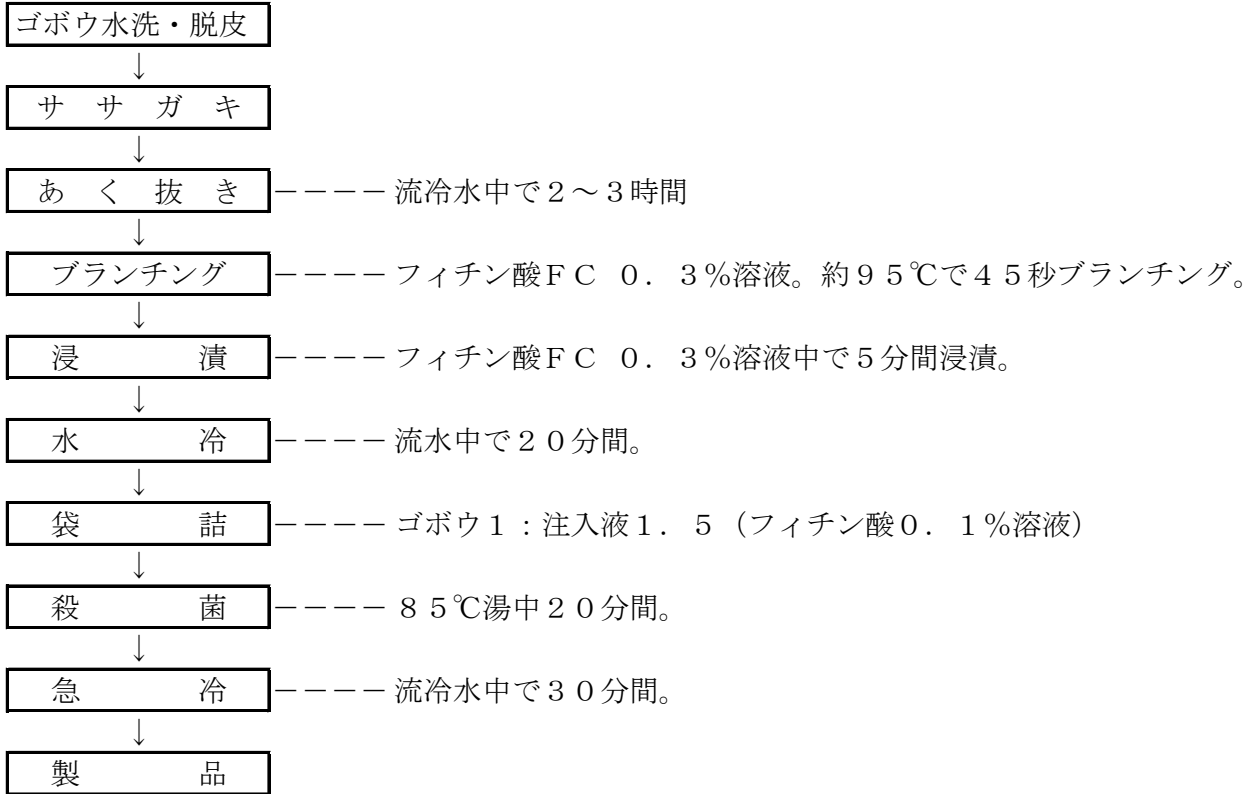 ゴボウ水洗・脱皮
↓
サ サ ガ キ
↓
あ く 抜 き －－－－ 流冷水中で２～３時間
↓
ブランチング －－－－ フィチン酸ＦＣ ０．３％溶液。約９５℃で４５秒ブランチング。
↓
浸 漬 －－－－ フィチン酸ＦＣ ０．３％溶液中で５分間浸漬。
↓
水 冷 －－－－ 流水中で２０分間。
↓
袋 詰 －－－－ ゴボウ１：注入液１．５（フィチン酸０．１％溶液）
↓
殺 菌 －－－－ ８５℃湯中２０分間。
↓
急 冷 －－－－ 流冷水中で３０分間。
↓
製 品